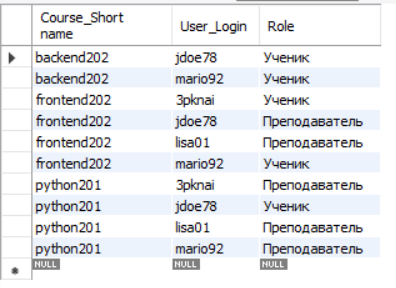 Course_Short name User_Login Role
backend202 jdoe78 Ученик
backend202 mario92 Ученик
frontend202 3pknai Ученик
frontend202 jdoe78 Преподаватель
frontend202 lisa01 Преподаватель
frontend202 mario92 Ученик
python201 3pknai Преподаватель
python201 jdoe78 Ученик
python201 lisa01 Преподаватель
python201 mario92 Преподаватель
NULL NULL NULL